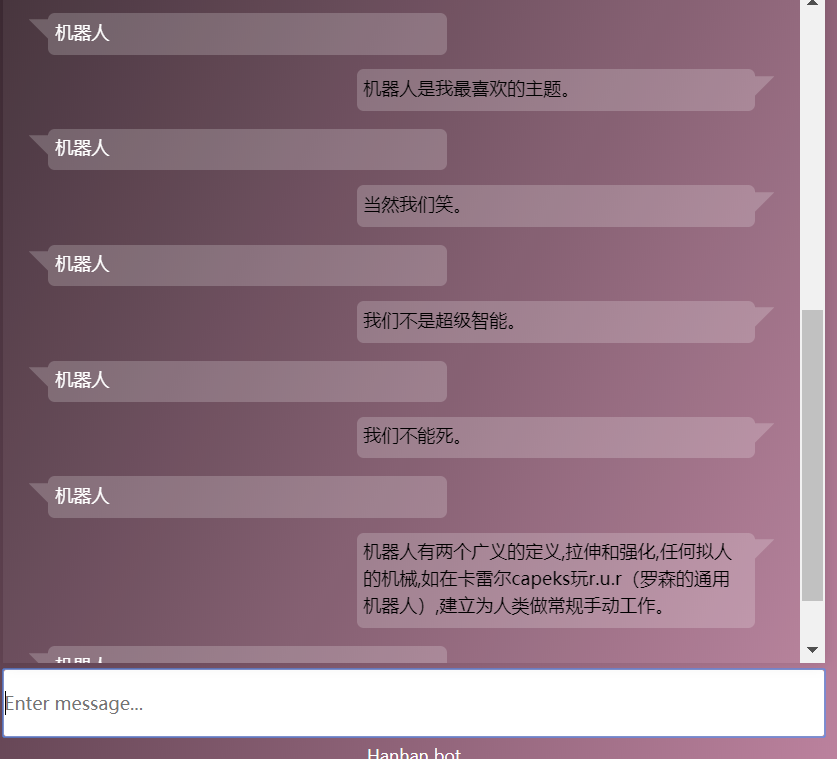 机器人
机器人是我最喜欢的主题。
机器人
当然我们笑。
机器人
我们不是超级智能。
机器人
我们不能死。
机器人
机器人有两个广义的定义,拉伸和强化,任何拟人
的机械,如在卡雷尔capeks玩r.u.r（罗森的通用
机器人）,建立为人类做常规手动工作。
机器人
Enter message...
Hanhan bot